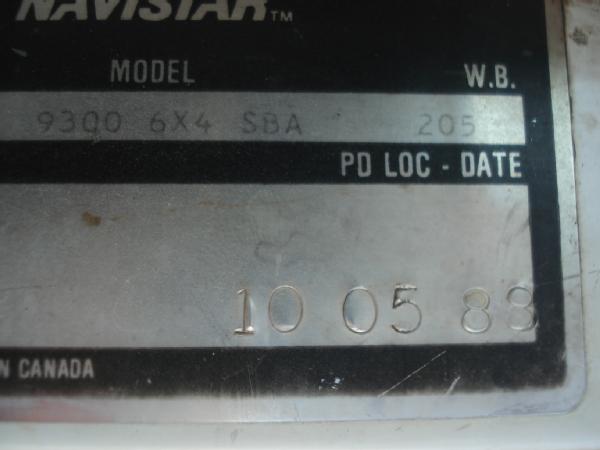 NAVISTAR™
MODEL W.B.
9300 6X4 SBA 205
PD LOC - DATE
10 05 88
N CANADA